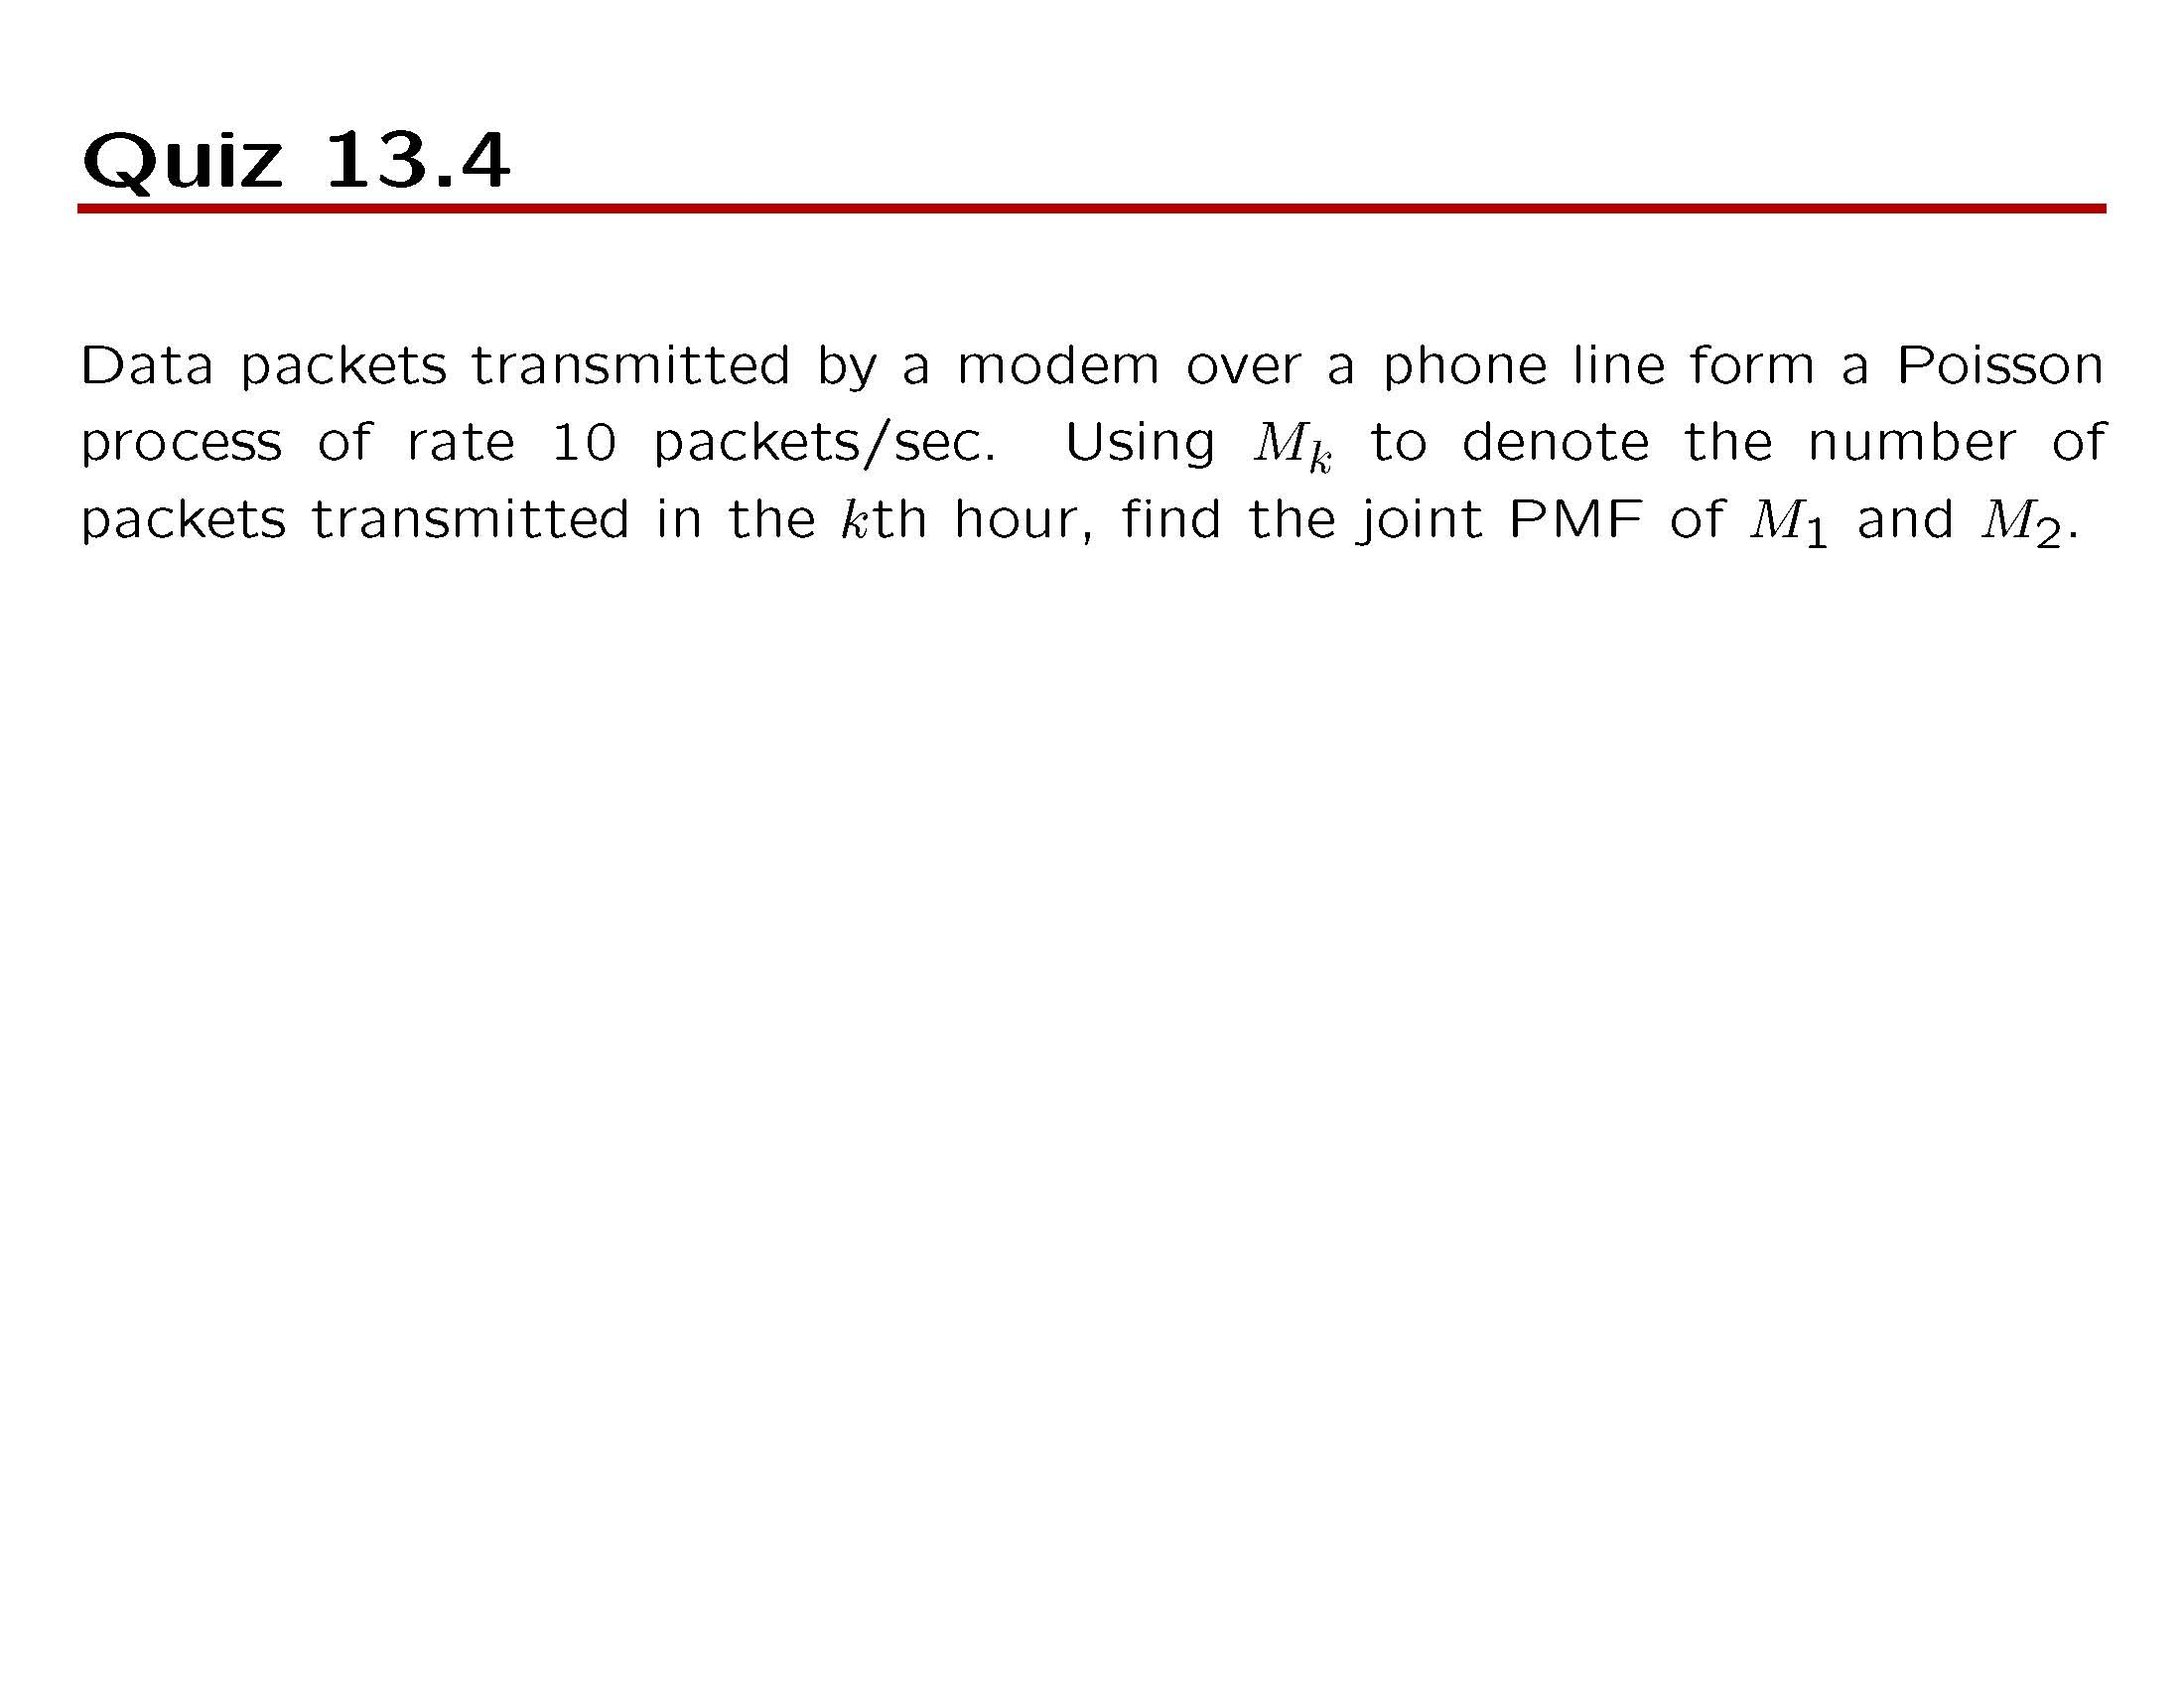 Quiz 13.4
Data packets transmitted by a modem over a phone line form a Poisson
process of rate 10 packets/sec. Using $M_k$ to denote the number of
packets transmitted in the $k$th hour, find the joint PMF of $M_1$ and $M_2$.